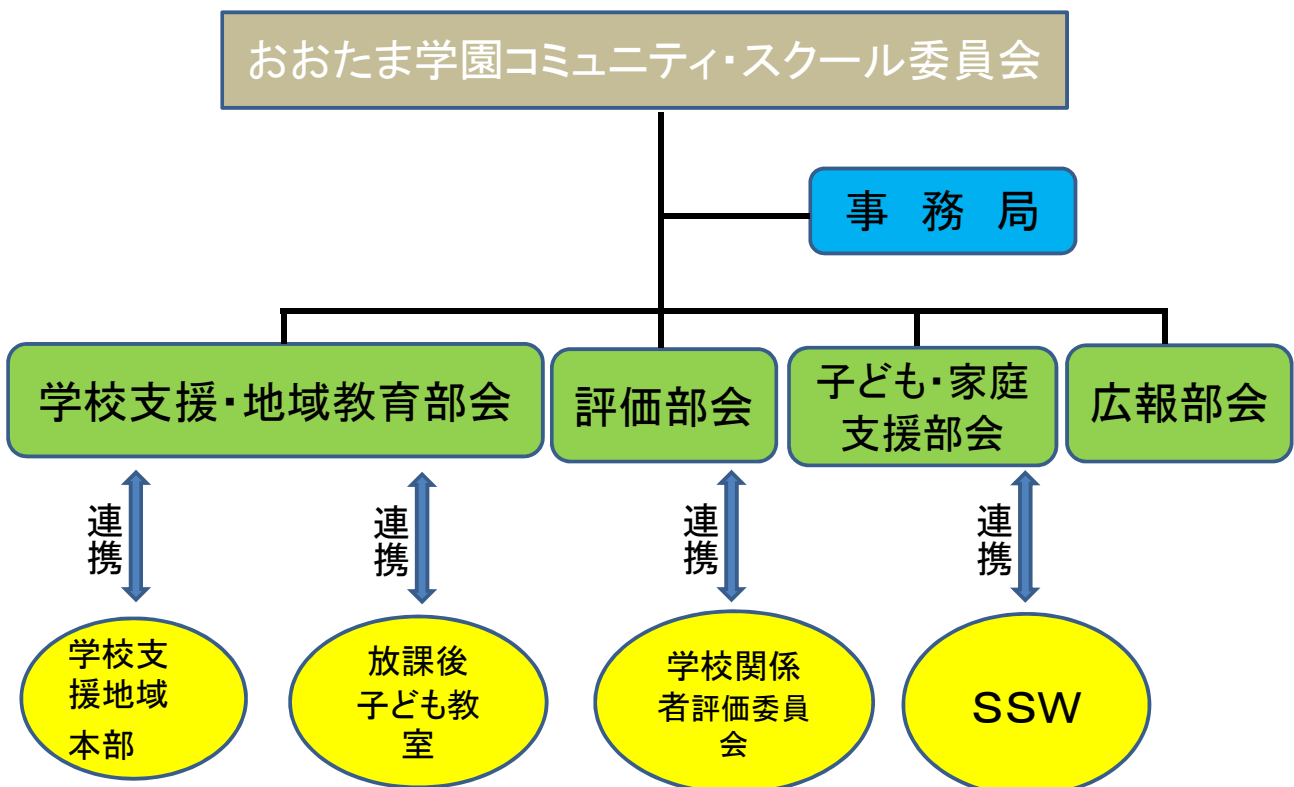 おおたま学園コミュニティ・スクール委員会
事 務 局
学校支援・地域教育部会
評価部会
子ども・家庭
支援部会
広報部会
連携
連携
連携
連携
学校支
援地域
本部
放課後
子ども教
室
学校関係
者評価委員
会
SSW